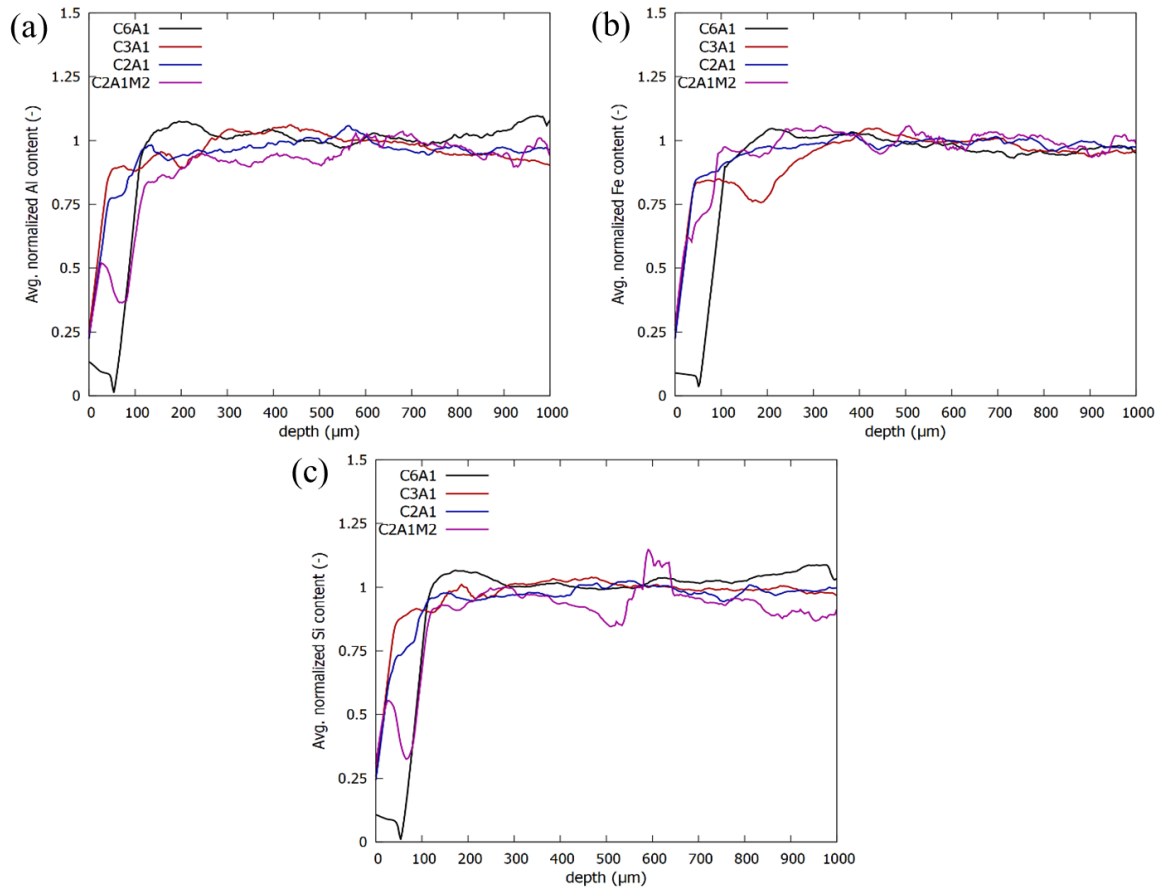 (a)
C6A1
C3A1
C2A1
C2A1M2
Avg. normalized Al content (-)
1.5
1.25
1
0.75
0.5
0.25
0
0 100 200 300 400 500 600 700 800 900 1000
depth (µm)
(b)
C6A1
C3A1
C2A1
C2A1M2
Avg. normalized Fe content (-)
1.5
1.25
1
0.75
0.5
0.25
0
0 100 200 300 400 500 600 700 800 900 1000
depth (µm)
(c)
C6A1
C3A1
C2A1
C2A1M2
Avg. normalized Si content (-)
1.5
1.25
1
0.75
0.5
0.25
0
0 100 200 300 400 500 600 700 800 900 1000
depth (µm)